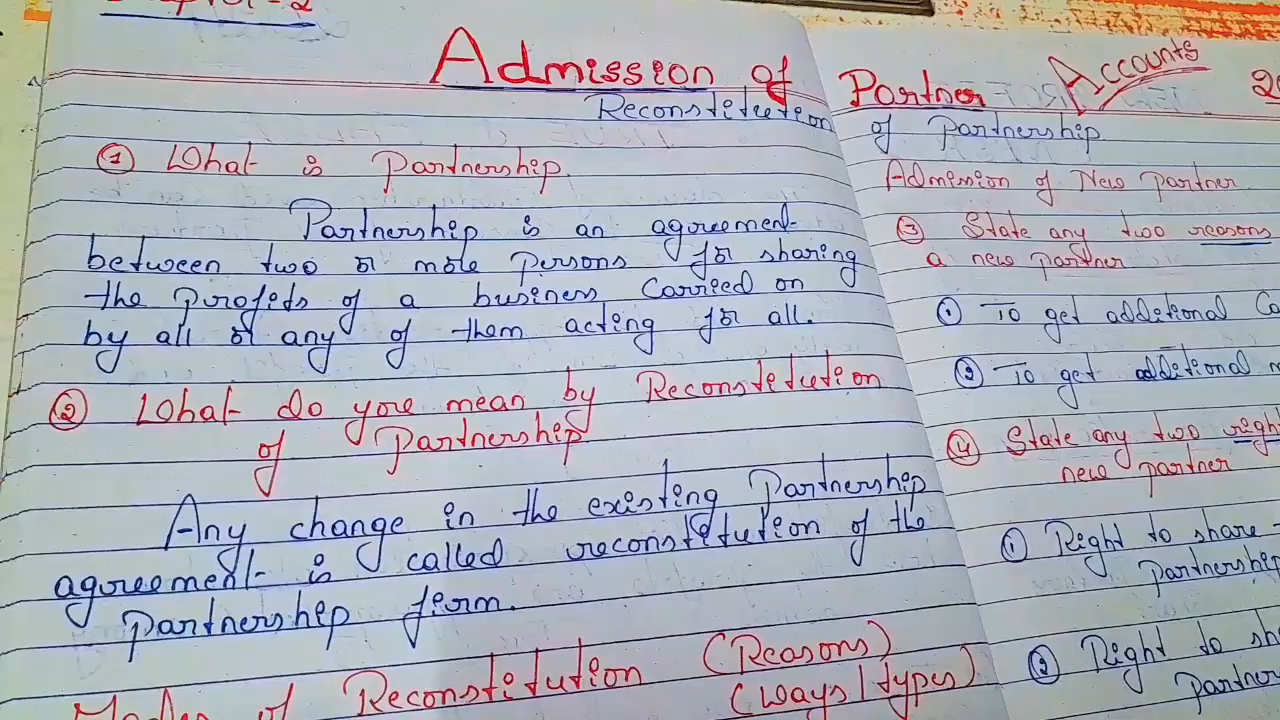 Admission of Partner
Accounts
Reconstitution of Partnership
① What is Partnership.
Partnership is an agreement
between two or more persons for sharing
the profits of a business carried on
by all or any of them acting for all.
② What do you mean by Reconstitution
of Partnership
Any change in the existing Partnership
agreement is called reconstitution of the
Partnership firm.
of Reconstitution (Reasons)
(Ways/types)
Admission of New partner
③ State any two reasons
a new partner
① To get additional
② To get additional
④ State any two
new partner
① Right to share
partnership
② Right to